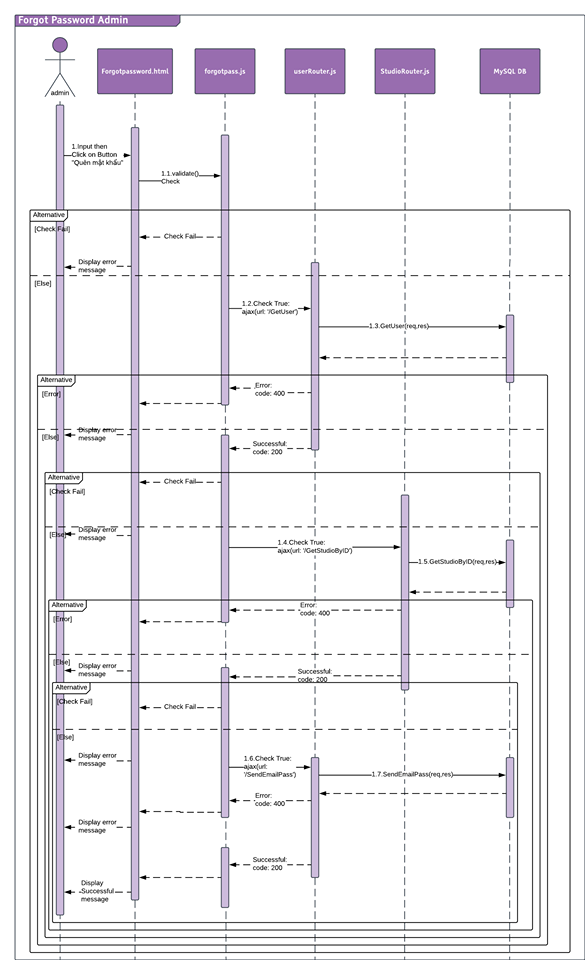 Forgot Password Admin
Forgotpassword.html
forgotpass.js
userRouter.js
StudioRouter.js
MySQL DB
admin
1.Input then
Click on Button
"Quên mật khẩu"
1.1.validate()
Check
Alternative
[Check Fail]
Check Fail
Display error
message
[Else]
1.2.Check True:
ajax(url: '/GetUser')
1.3.GetUser(req,res)
Alternative
[Error]
Error:
code: 400
Display error
message
[Else]
Successful:
code: 200
Alternative
[Check Fail]
Check Fail
Display error
message
[Else]
1.4.Check True:
ajax(url: '/GetStudioByID')
1.5.GetStudioByID(req,res)
Alternative
[Error]
Error:
code: 400
[Else]
Display error
message
Successful:
code: 200
Alternative
[Check Fail]
Check Fail
[Else]
Display error
message
1.6.Check True:
ajax(url:
'/SendEmailPass')
1.7.SendEmailPass(req,res)
Error:
code: 400
Display error
message
Successful:
code: 200
Display
Successful
message